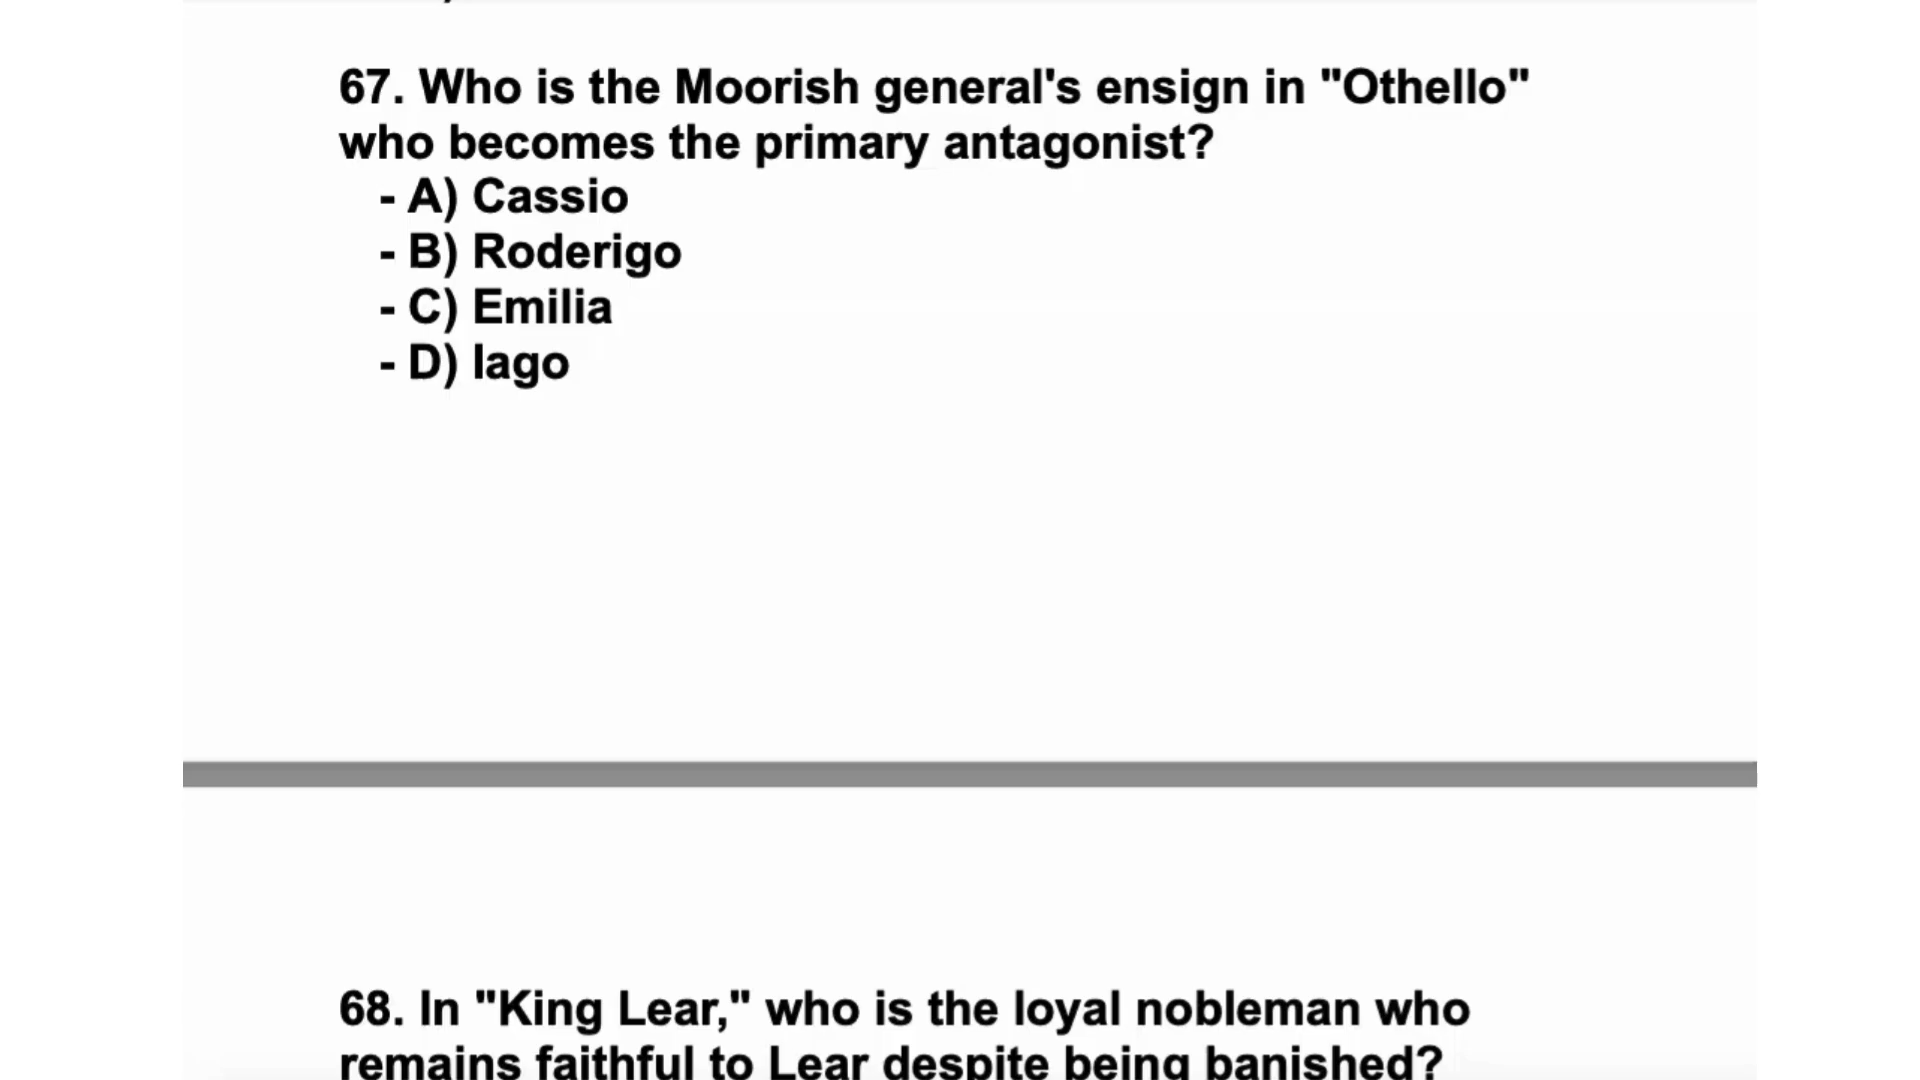 67. Who is the Moorish general's ensign in "Othello"
who becomes the primary antagonist?
- A) Cassio
- B) Roderigo
- C) Emilia
- D) Iago
68. In "King Lear," who is the loyal nobleman who
remains faithful to Lear despite being banished?